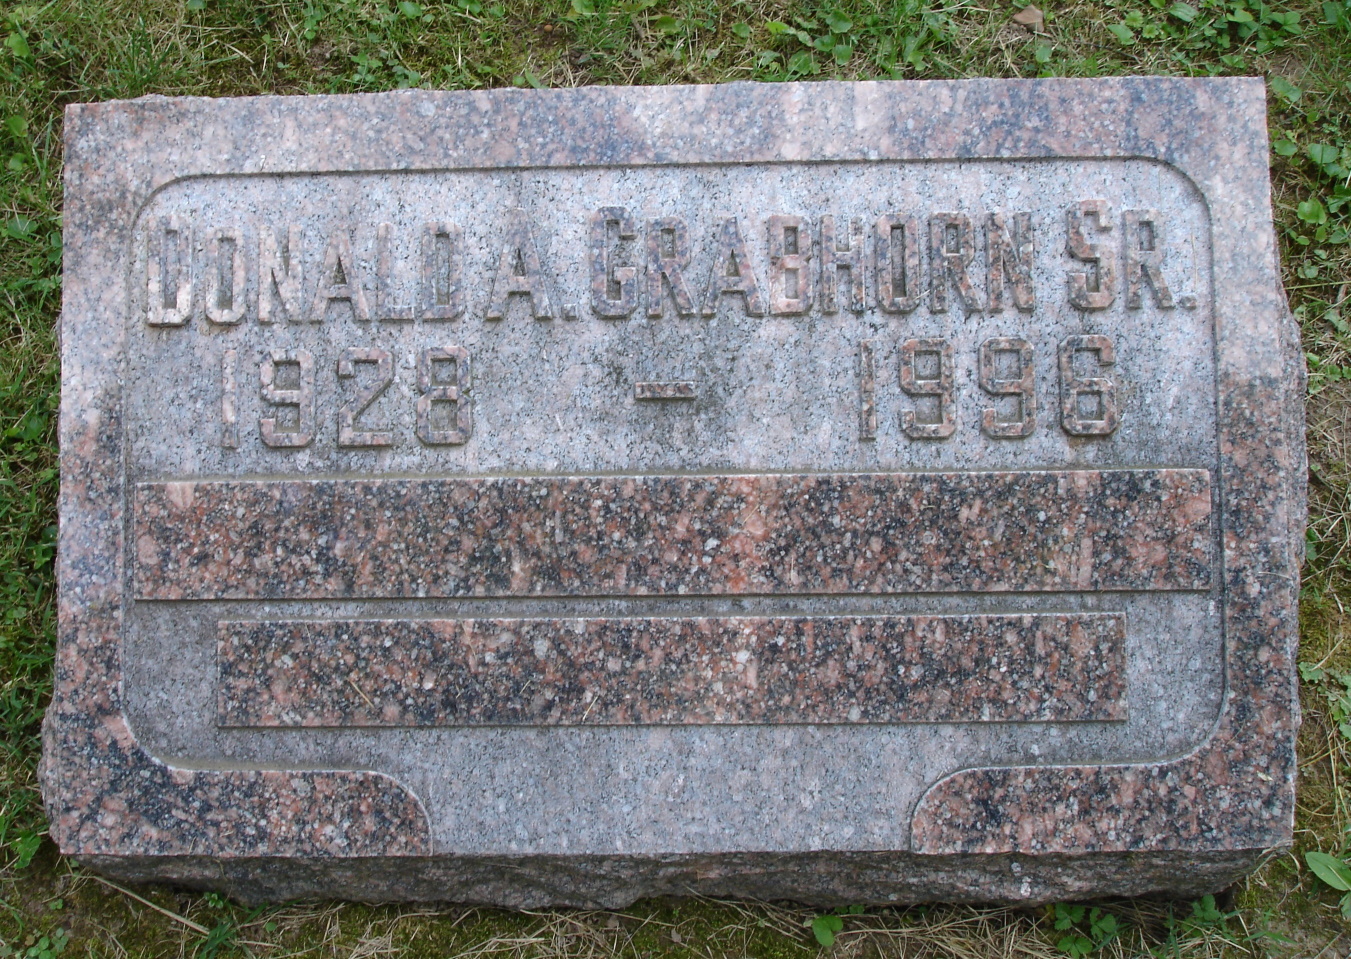 DONALD A. GRABHORN SR.
1928 - 1996